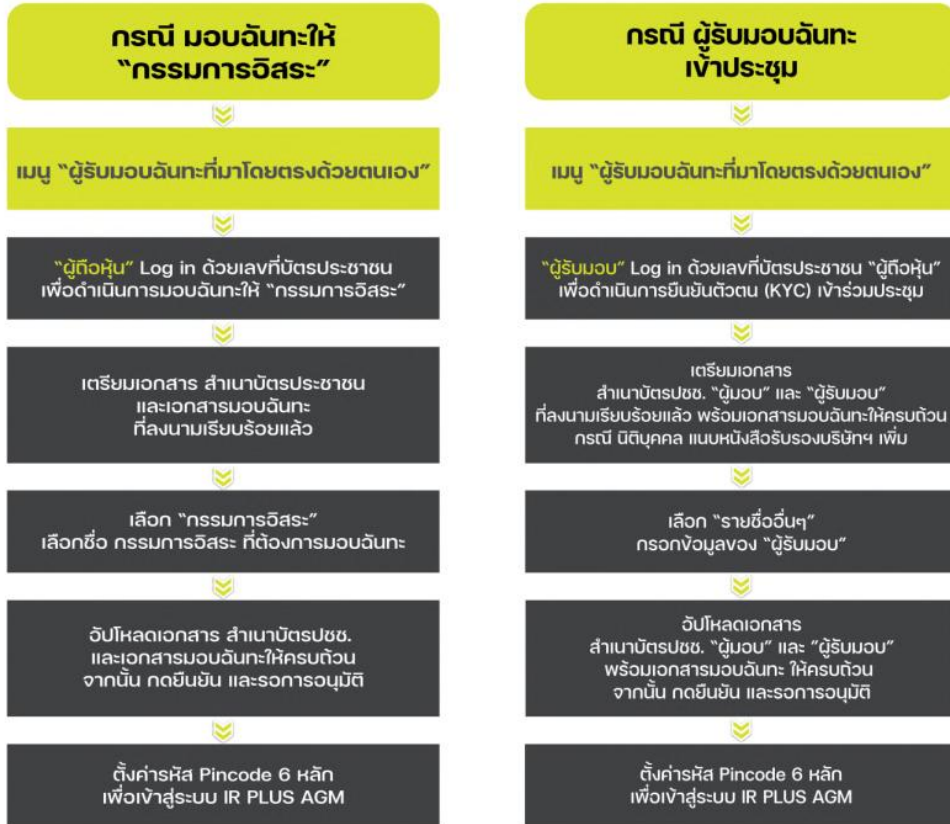 กรณี มอบฉันทะให้
“กรรมการอิสระ”
เมนู “ผู้รับมอบฉันทะที่มาโดยตรงด้วยตนเอง”
“ผู้ถือหุ้น” Log in ด้วยเลขที่บัตรประชาชน
เพื่อดำเนินการมอบฉันทะให้ “กรรมการอิสระ”
เตรียมเอกสาร สำเนาบัตรประชาชน
และเอกสารมอบฉันทะ
ที่ลงนามเรียบร้อยแล้ว
เลือก “กรรมการอิสระ”
เลือกชื่อ กรรมการอิสระ ที่ต้องการมอบฉันทะ
อัปโหลดเอกสาร สำเนาบัตรปชช.
และเอกสารมอบฉันทะให้ครบถ้วน
จากนั้น กดยืนยัน และรอการอนุมัติ
ตั้งค่ารหัส Pincode 6 หลัก
เพื่อเข้าสู่ระบบ IR PLUS AGM
กรณี ผู้รับมอบฉันทะ
เข้าประชุม
เมนู “ผู้รับมอบฉันทะที่มาโดยตรงด้วยตนเอง”
“ผู้รับมอบ” Log in ด้วยเลขที่บัตรประชาชน “ผู้ถือหุ้น”
เพื่อดำเนินการยืนยันตัวตน (KYC) เข้าร่วมประชุม
เตรียมเอกสาร
สำเนาบัตรปชช. “ผู้มอบ” และ “ผู้รับมอบ”
ที่ลงนามเรียบร้อยแล้ว พร้อมเอกสารมอบฉันทะให้ครบถ้วน
กรณี นิติบุคคล แนบหนังสือรับรองบริษัทฯ เพิ่ม
เลือก “รายชื่ออื่นๆ”
กรอกข้อมูลของ “ผู้รับมอบ”
อัปโหลดเอกสาร
สำเนาบัตรปชช. “ผู้มอบ” และ “ผู้รับมอบ”
พร้อมเอกสารมอบฉันทะ ให้ครบถ้วน
จากนั้น กดยืนยัน และรอการอนุมัติ
ตั้งค่ารหัส Pincode 6 หลัก
เพื่อเข้าสู่ระบบ IR PLUS AGM